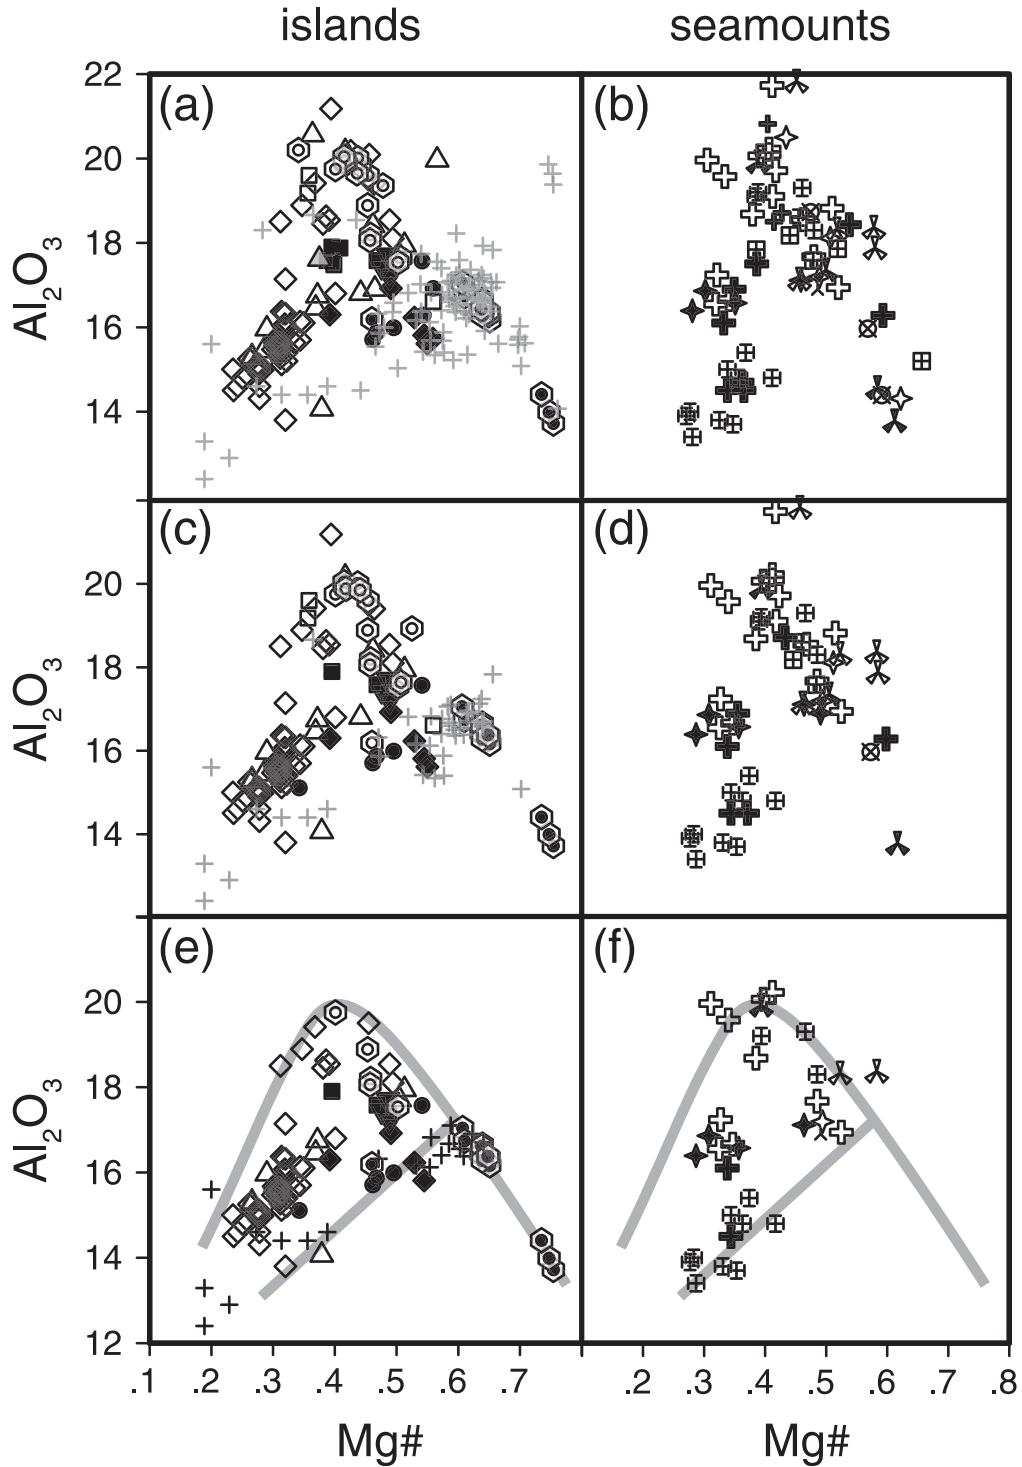 islands seamounts
22
(a) (b)
20
18
Al2O3
16
14
(c) (d)
20
18
Al2O3
16
14
(e) (f)
20
18
Al2O3
16
14
12
.1 .2 .3 .4 .5 .6 .7 .2 .3 .4 .5 .6 .7 .8
Mg# Mg#